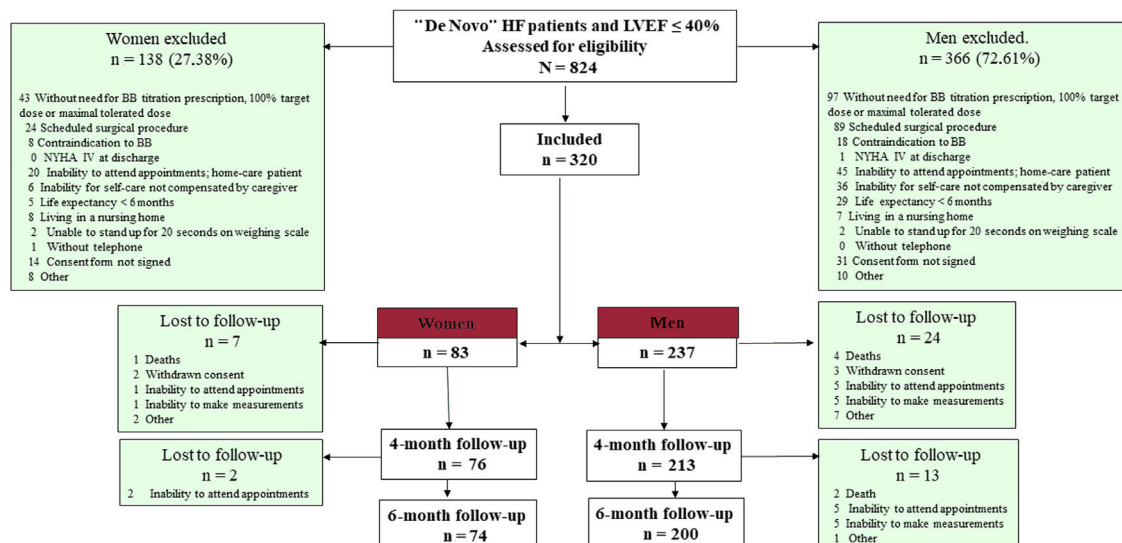 "De Novo" HF patients and LVEF ≤ 40%
Assessed for eligibility
N = 824
Women excluded
n = 138 (27.38%)
43 Without need for BB titration prescription, 100% target
dose or maximal tolerated dose
24 Scheduled surgical procedure
8 Contraindication to BB
0 NYHA IV at discharge
20 Inability to attend appointments; home-care patient
6 Inability for self-care not compensated by caregiver
5 Life expectancy < 6 months
8 Living in a nursing home
2 Unable to stand up for 20 seconds on weighing scale
1 Without telephone
14 Consent form not signed
8 Other
Men excluded.
n = 366 (72.61%)
97 Without need for BB titration prescription, 100% target
dose or maximal tolerated dose
89 Scheduled surgical procedure
18 Contraindication to BB
1 NYHA IV at discharge
45 Inability to attend appointments; home-care patient
36 Inability for self-care not compensated by caregiver
29 Life expectancy < 6 months
7 Living in a nursing home
2 Unable to stand up for 20 seconds on weighing scale
0 Without telephone
31 Consent form not signed
10 Other
Included
n = 320
Lost to follow-up
n = 7
1 Deaths
2 Withdrawn consent
1 Inability to attend appointments
1 Inability to make measurements
2 Other
Women
n = 83
Men
n = 237
Lost to follow-up
n = 24
4 Deaths
3 Withdrawn consent
5 Inability to attend appointments
5 Inability to make measurements
7 Other
Lost to follow-up
n = 2
2 Inability to attend appointments
4-month follow-up
n = 76
4-month follow-up
n = 213
Lost to follow-up
n = 13
2 Death
5 Inability to attend appointments
5 Inability to make measurements
1 Other
6-month follow-up
n = 74
6-month follow-up
n = 200